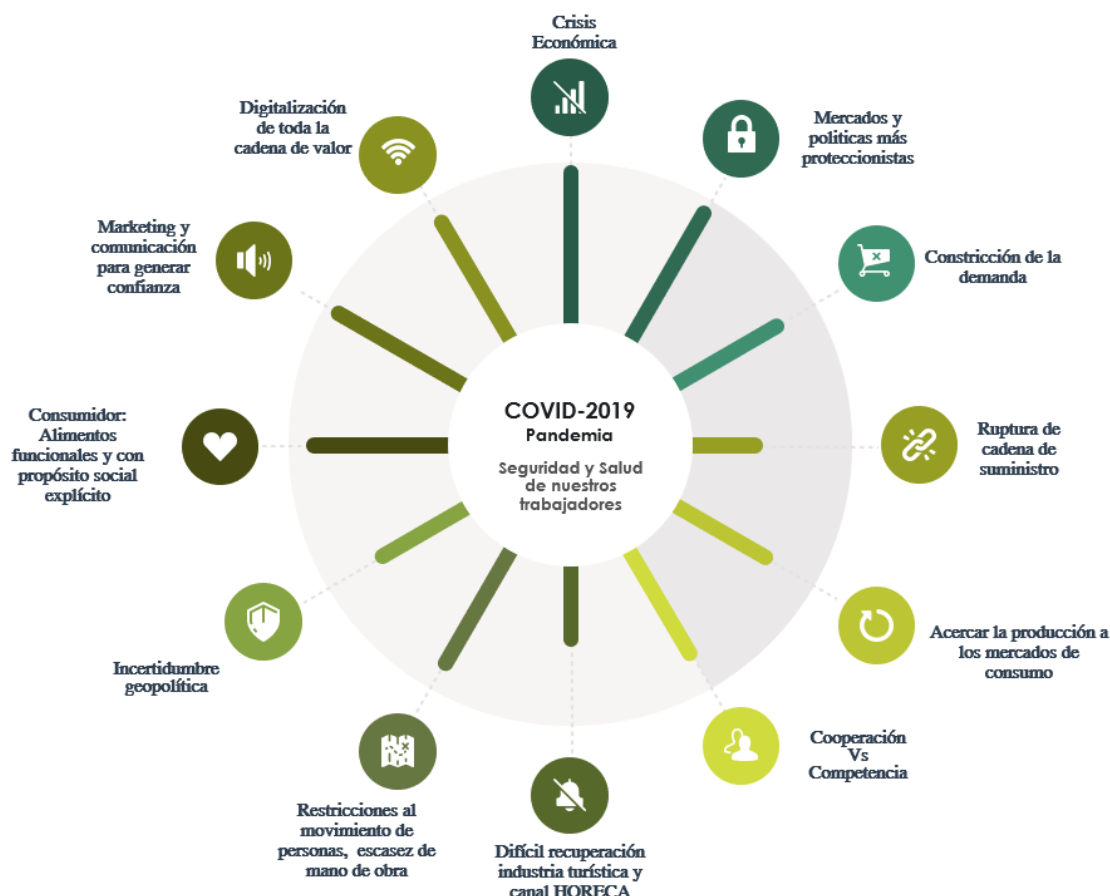 Crisis
Económica
Mercados y
politicas más
proteccionistas
Constricción de la
demanda
Ruptura de
cadena de
suministro
Acercar la producción a
los mercados de
consumo
Cooperación
Vs
Competencia
Difícil recuperación
industria turística y
canal HORECA
Restricciones al
movimiento de
personas, escasez de
mano de obra
Incertidumbre
geopolítica
Consumidor:
Alimentos
funcionales y con
propósito social
explícito
Marketing y
comunicación
para generar
confianza
Digitalización
de toda la
cadena de valor
COVID-2019
Pandemia
Seguridad y Salud
de nuestros
trabajadores